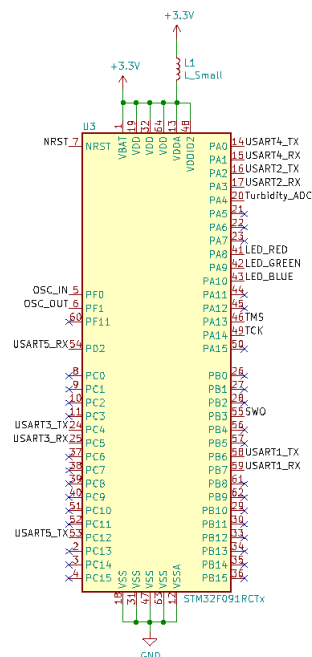 +3.3V
L1
L_Small
+3.3V
1 19 32 64 13 48
U3
VBAT VDD VDD VDD VDDA VDDIO2
NRST 7 NRST PA0 14 USART4_TX
PA1 15 USART4_RX
PA2 16 USART2_TX
PA3 17 USART2_RX
PA4 20 Turbidity_ADC
PA5 21
PA6 22
PA7 23
PA8 41 LED_RED
PA9 42 LED_GREEN
PA10 43 LED_BLUE
OSC_IN 5 PF0 PA11 44
OSC_OUT 6 PF1 PA12 45
60 PF11 PA13 46 TMS
PA14 49 TCK
USART5_RX 54 PD2 PA15 50
8 PC0 PB0 26
9 PC1 PB1 27
10 PC2 PB2 28
11 PC3 PB3 55 SWO
USART3_TX 24 PC4 PB4 56
USART3_RX 25 PC5 PB5 57
37 PC6 PB6 58 USART1_TX
38 PC7 PB7 59 USART1_RX
39 PC8 PB8 61
40 PC9 PB9 62
51 PC10 PB10 29
52 PC11 PB11 30
USART5_TX 53 PC12 PB12 33
2 PC13 PB13 34
3 PC14 PB14 35
4 PC15 PB15 36
VSS VSS VSS VSS VSSA
18 31 47 63 12
STM32F091RCTx
GND